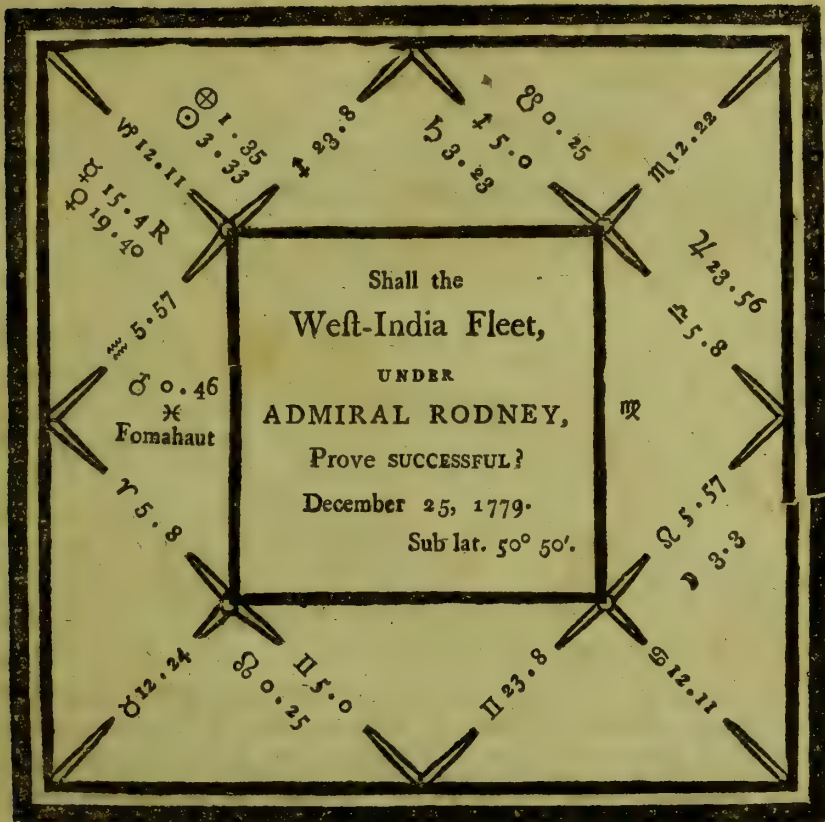 ⊕ 1.35
☉ 3.33
♑ 12.11
♐ 23.8
☋ 0.25
♐ 5.0
♄ 3.23
♏ 12.22
☿ 15.4 R
♀ 19.40
♃ 23.56
♎ 5.8
♒ 5.57
♂ 0.46
♓
Fomahaut
Shall the
Weſt-India Fleet,
UNDER
ADMIRAL RODNEY,
Prove SUCCESSFUL?
December 25, 1779.
Sub lat. 50° 50′.
♍
♈ 5.8
♌ 5.57
☽ 3.3
♉ 12.24
☊ 0.25
♊ 5.0
♊ 23.8
♋ 12.11